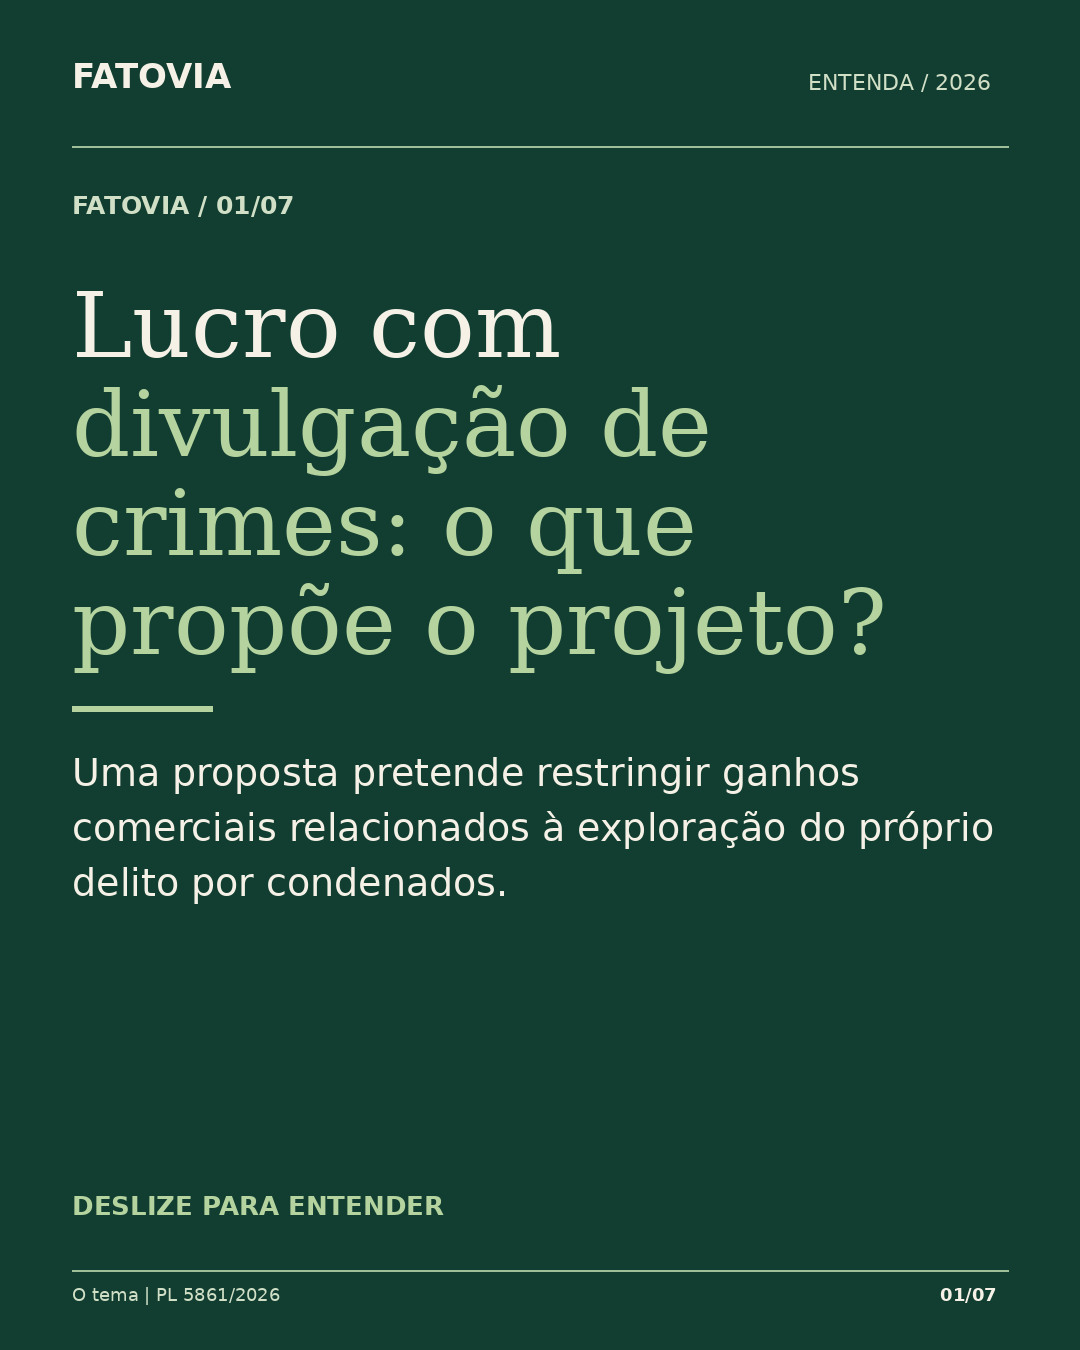 FATOVIA
ENTENDA / 2026
FATOVIA / 01/07
Lucro com
divulgação de
crimes: o que
propõe o projeto?
Uma proposta pretende restringir ganhos
comerciais relacionados à exploração do próprio
delito por condenados.
DESLIZE PARA ENTENDER
O tema | PL 5861/2026
01/07